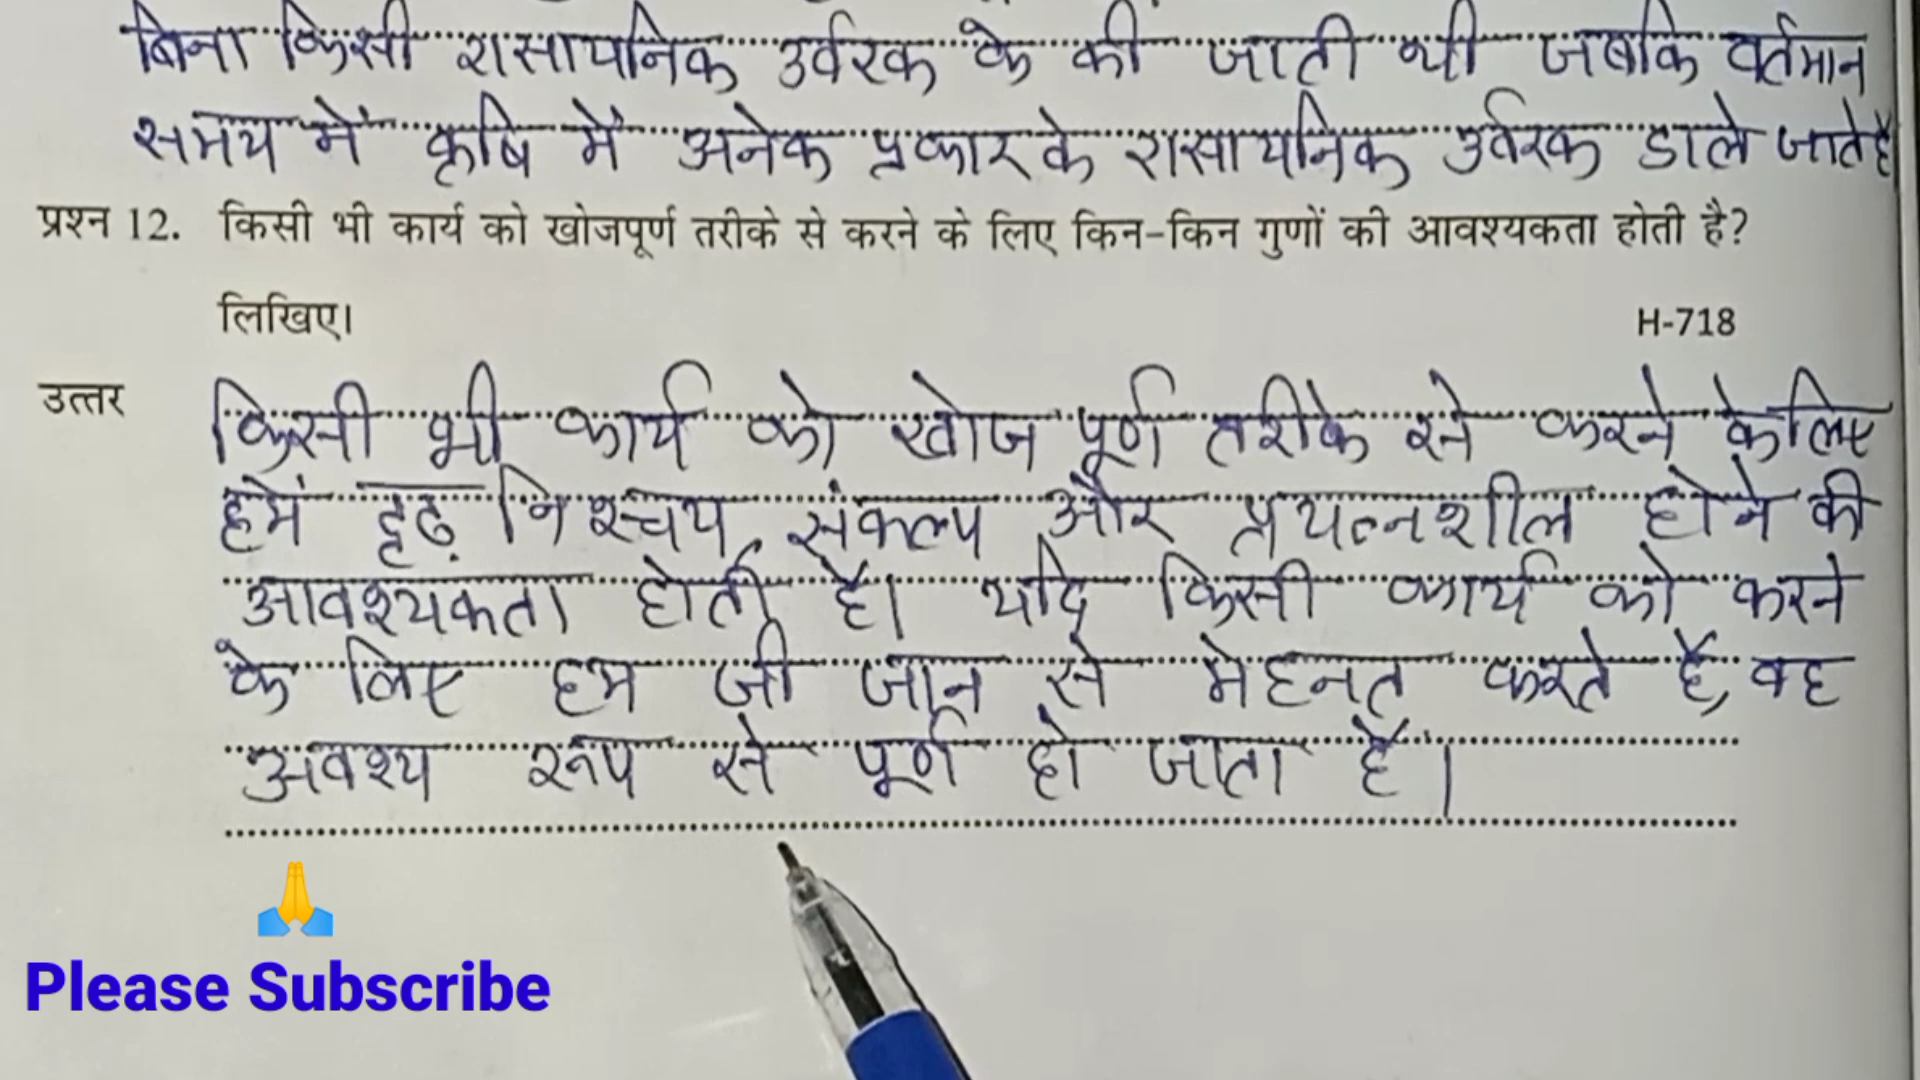 बिना किसी रासायनिक उर्वरक के की जाती थी जबकि वर्तमान
समय में कृषि में अनेक प्रकार के रासायनिक उर्वरक डाले जाते है
प्रश्न 12. किसी भी कार्य को खोजपूर्ण तरीके से करने के लिए किन-किन गुणों की आवश्यकता होती है?
लिखिए। H-718
उत्तर किसी भी कार्य को खोज पूर्ण तरीके से करने के लिए
हमें दृढ़ निश्चय, संकल्प और प्रयत्नशील होने की
आवश्यकता होती है। यदि किसी कार्य को करने
के लिए हम जी जान से मेहनत करते हैं, वह
अवश्य रूप से पूर्ण हो जाता है।
🙏
Please Subscribe